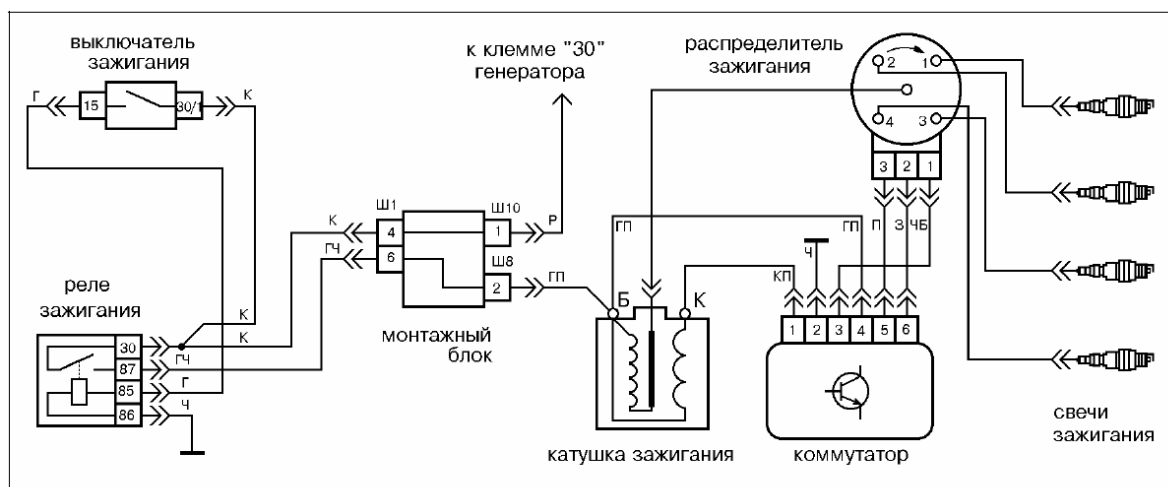 выключатель
зажигания
к клемме "30"
генератора
распределитель
зажигания
2 1
4 3
Г 15 30/1 К
3 2 1
Ш1 Ш10
К 4 1 Р
ГЧ 6
Ш8
2 ГП
монтажный
блок
реле
зажигания
К
30 К
87 ГЧ
85 Г
86 Ч
ГП ГП П З ЧБ
Ч
КП
Б К
1 2 3 4 5 6
катушка зажигания
коммутатор
свечи
зажигания